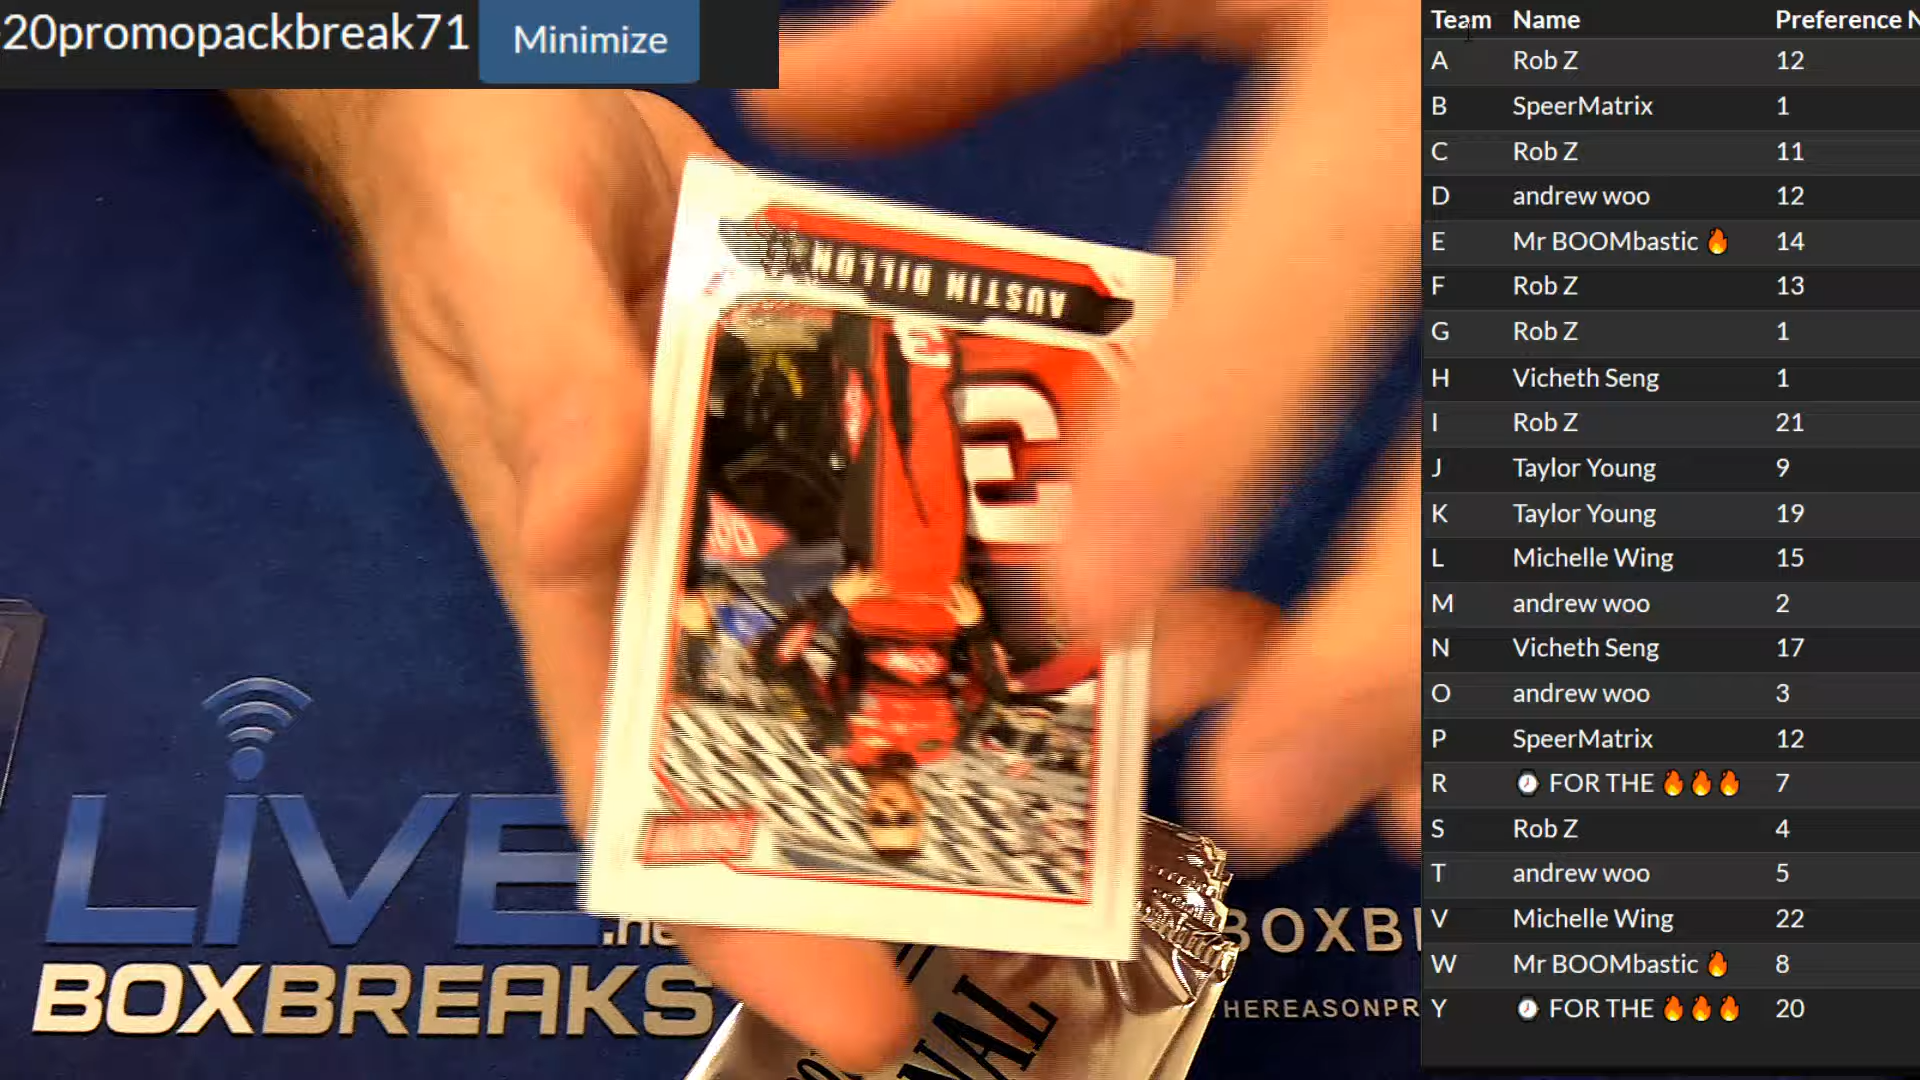 20promopackbreak71
Minimize
Team Name Preference N
A Rob Z 12
B SpeerMatrix 1
C Rob Z 11
D andrew woo 12
E Mr BOOMbastic 🔥 14
F Rob Z 13
G Rob Z 1
H Vicheth Seng 1
I Rob Z 21
J Taylor Young 9
K Taylor Young 19
L Michelle Wing 15
M andrew woo 2
N Vicheth Seng 17
O andrew woo 3
P SpeerMatrix 12
R ⌚ FOR THE 🔥🔥🔥 7
S Rob Z 4
T andrew woo 5
V Michelle Wing 22
W Mr BOOMbastic 🔥 8
Y ⌚ FOR THE 🔥🔥🔥 20
AUSTIN DILLON
3
LIVE
BOXBREAKS
BOXB
HEREASONPR
NAL